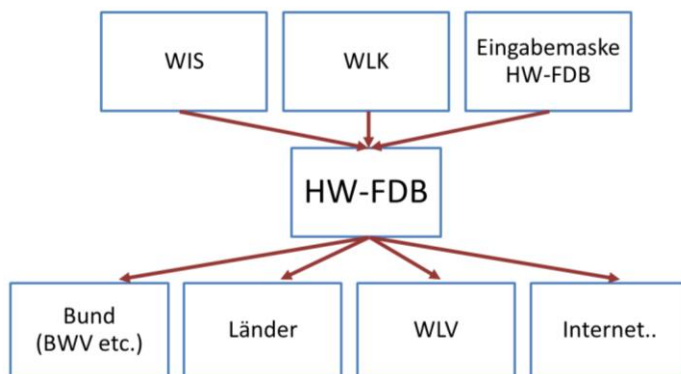 WIS
WLK
Eingabemaske
HW-FDB
HW-FDB
Bund
(BWV etc.)
Länder
WLV
Internet..